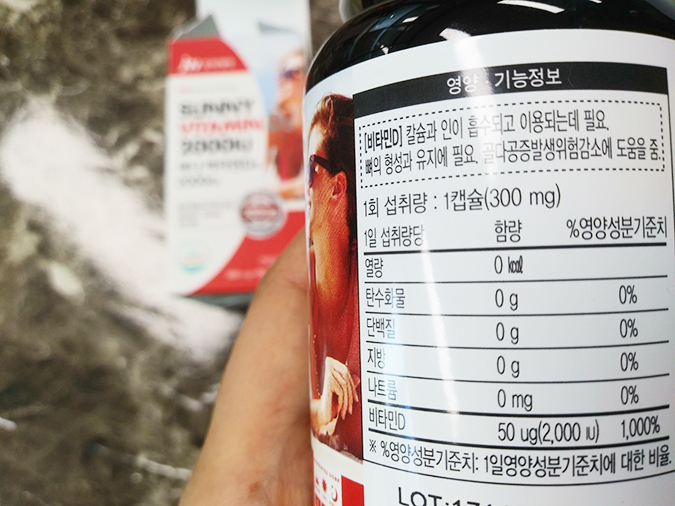 SUNNY
VITAMIN
2000IU
영양·기능정보
[비타민D] 칼슘과 인이 흡수되고 이용되는데 필요.
뼈의 형성과 유지에 필요. 골다공증발생위험감소에 도움을 줌.
1회 섭취량 : 1캡슐(300 mg)
1일 섭취량당 함량 %영양성분기준치
열량 0 kcal
탄수화물 0 g 0%
단백질 0 g 0%
지방 0 g 0%
나트륨 0 mg 0%
비타민D 50 ug(2,000 IU) 1,000%
※ %영양성분기준치: 1일영양성분기준치에 대한 비율.